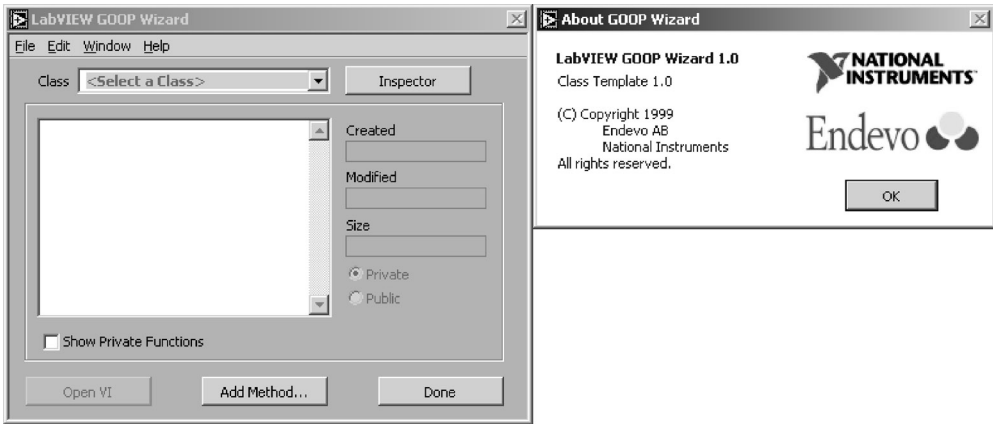 LabVIEW GOOP Wizard
File Edit Window Help
Class <Select a Class> Inspector
Created
Modified
Size
Private
Public
Show Private Functions
Open VI Add Method... Done
About GOOP Wizard
LabVIEW GOOP Wizard 1.0
Class Template 1.0
(C) Copyright 1999
Endevo AB
National Instruments
All rights reserved.
NATIONAL
INSTRUMENTS™
Endevo
OK